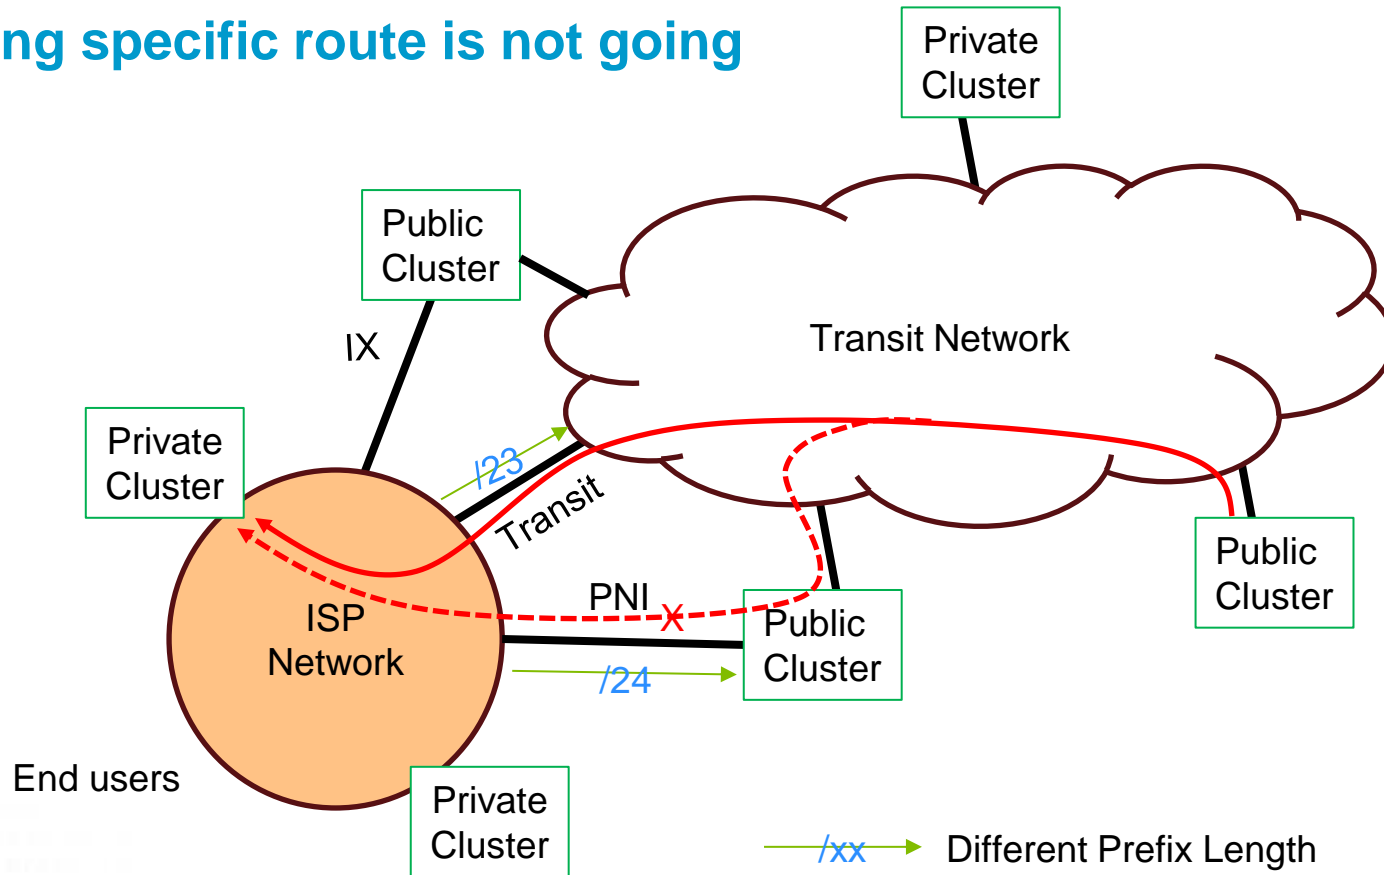 ng specific route is not going
Private
Cluster
Public
Cluster
IX
Transit Network
Private
Cluster
/23
Transit
Public
Cluster
PNI
X
ISP
Network
Public
Cluster
/24
End users
Private
Cluster
/xx
Different Prefix Length